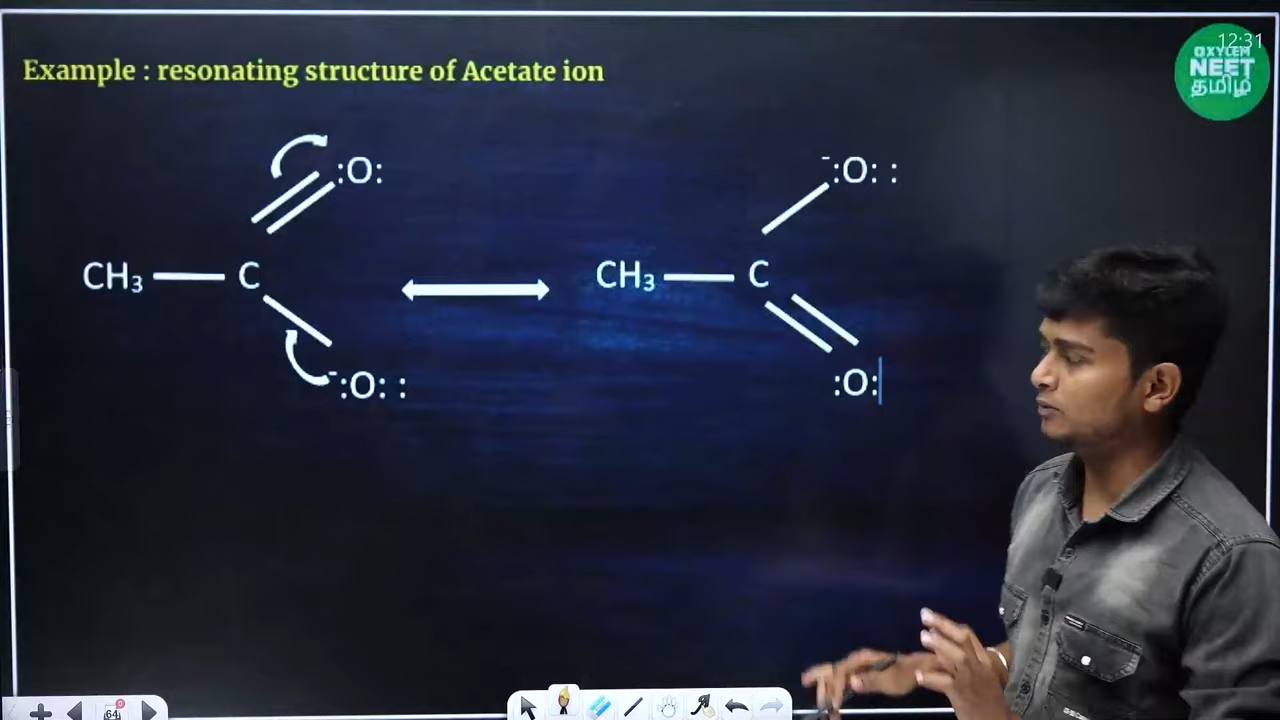 12:31
OXYLEM
NEET
தமிழ்
Example : resonating structure of Acetate ion
:O:
-:O: :
CH₃ C
CH₃ C
-:O: :
:O:
64